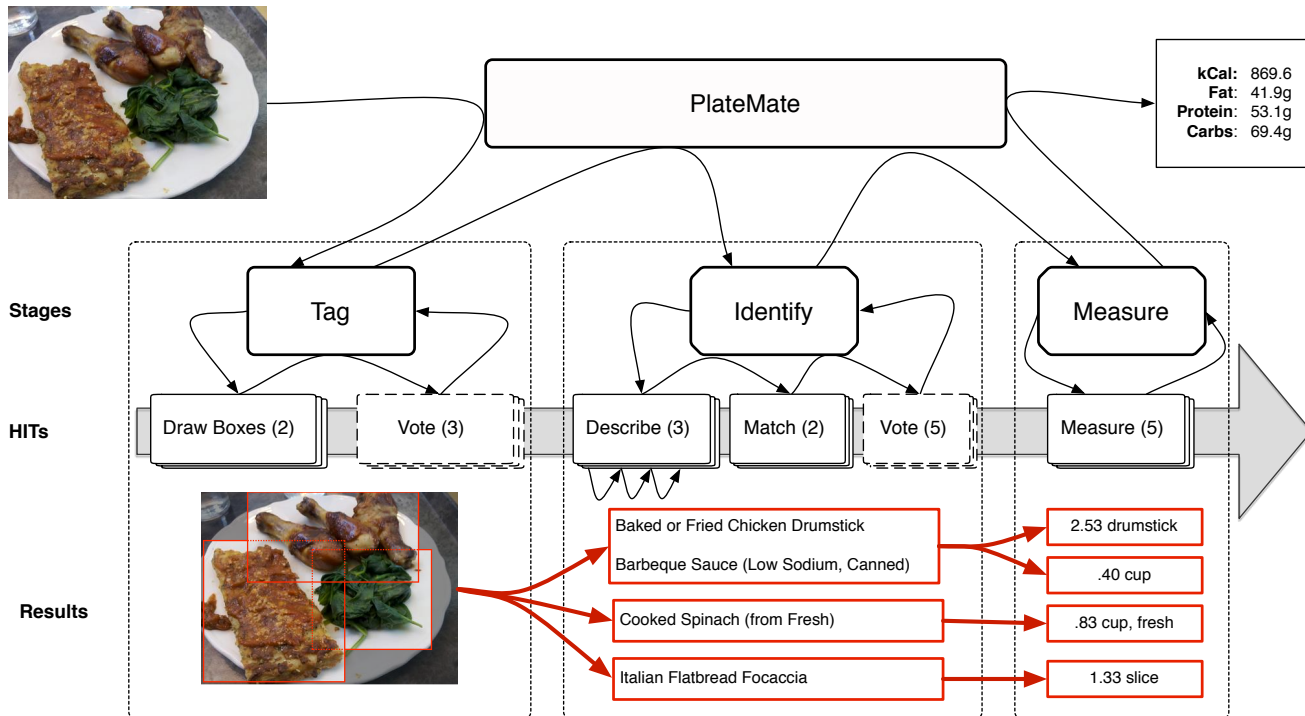 PlateMate
kCal: 869.6
Fat: 41.9g
Protein: 53.1g
Carbs: 69.4g
Stages
Tag
Identify
Measure
HITs
Draw Boxes (2)
Vote (3)
Describe (3)
Match (2)
Vote (5)
Measure (5)
Results
Baked or Fried Chicken Drumstick
Barbeque Sauce (Low Sodium, Canned)
2.53 drumstick
.40 cup
Cooked Spinach (from Fresh)
.83 cup, fresh
Italian Flatbread Focaccia
1.33 slice